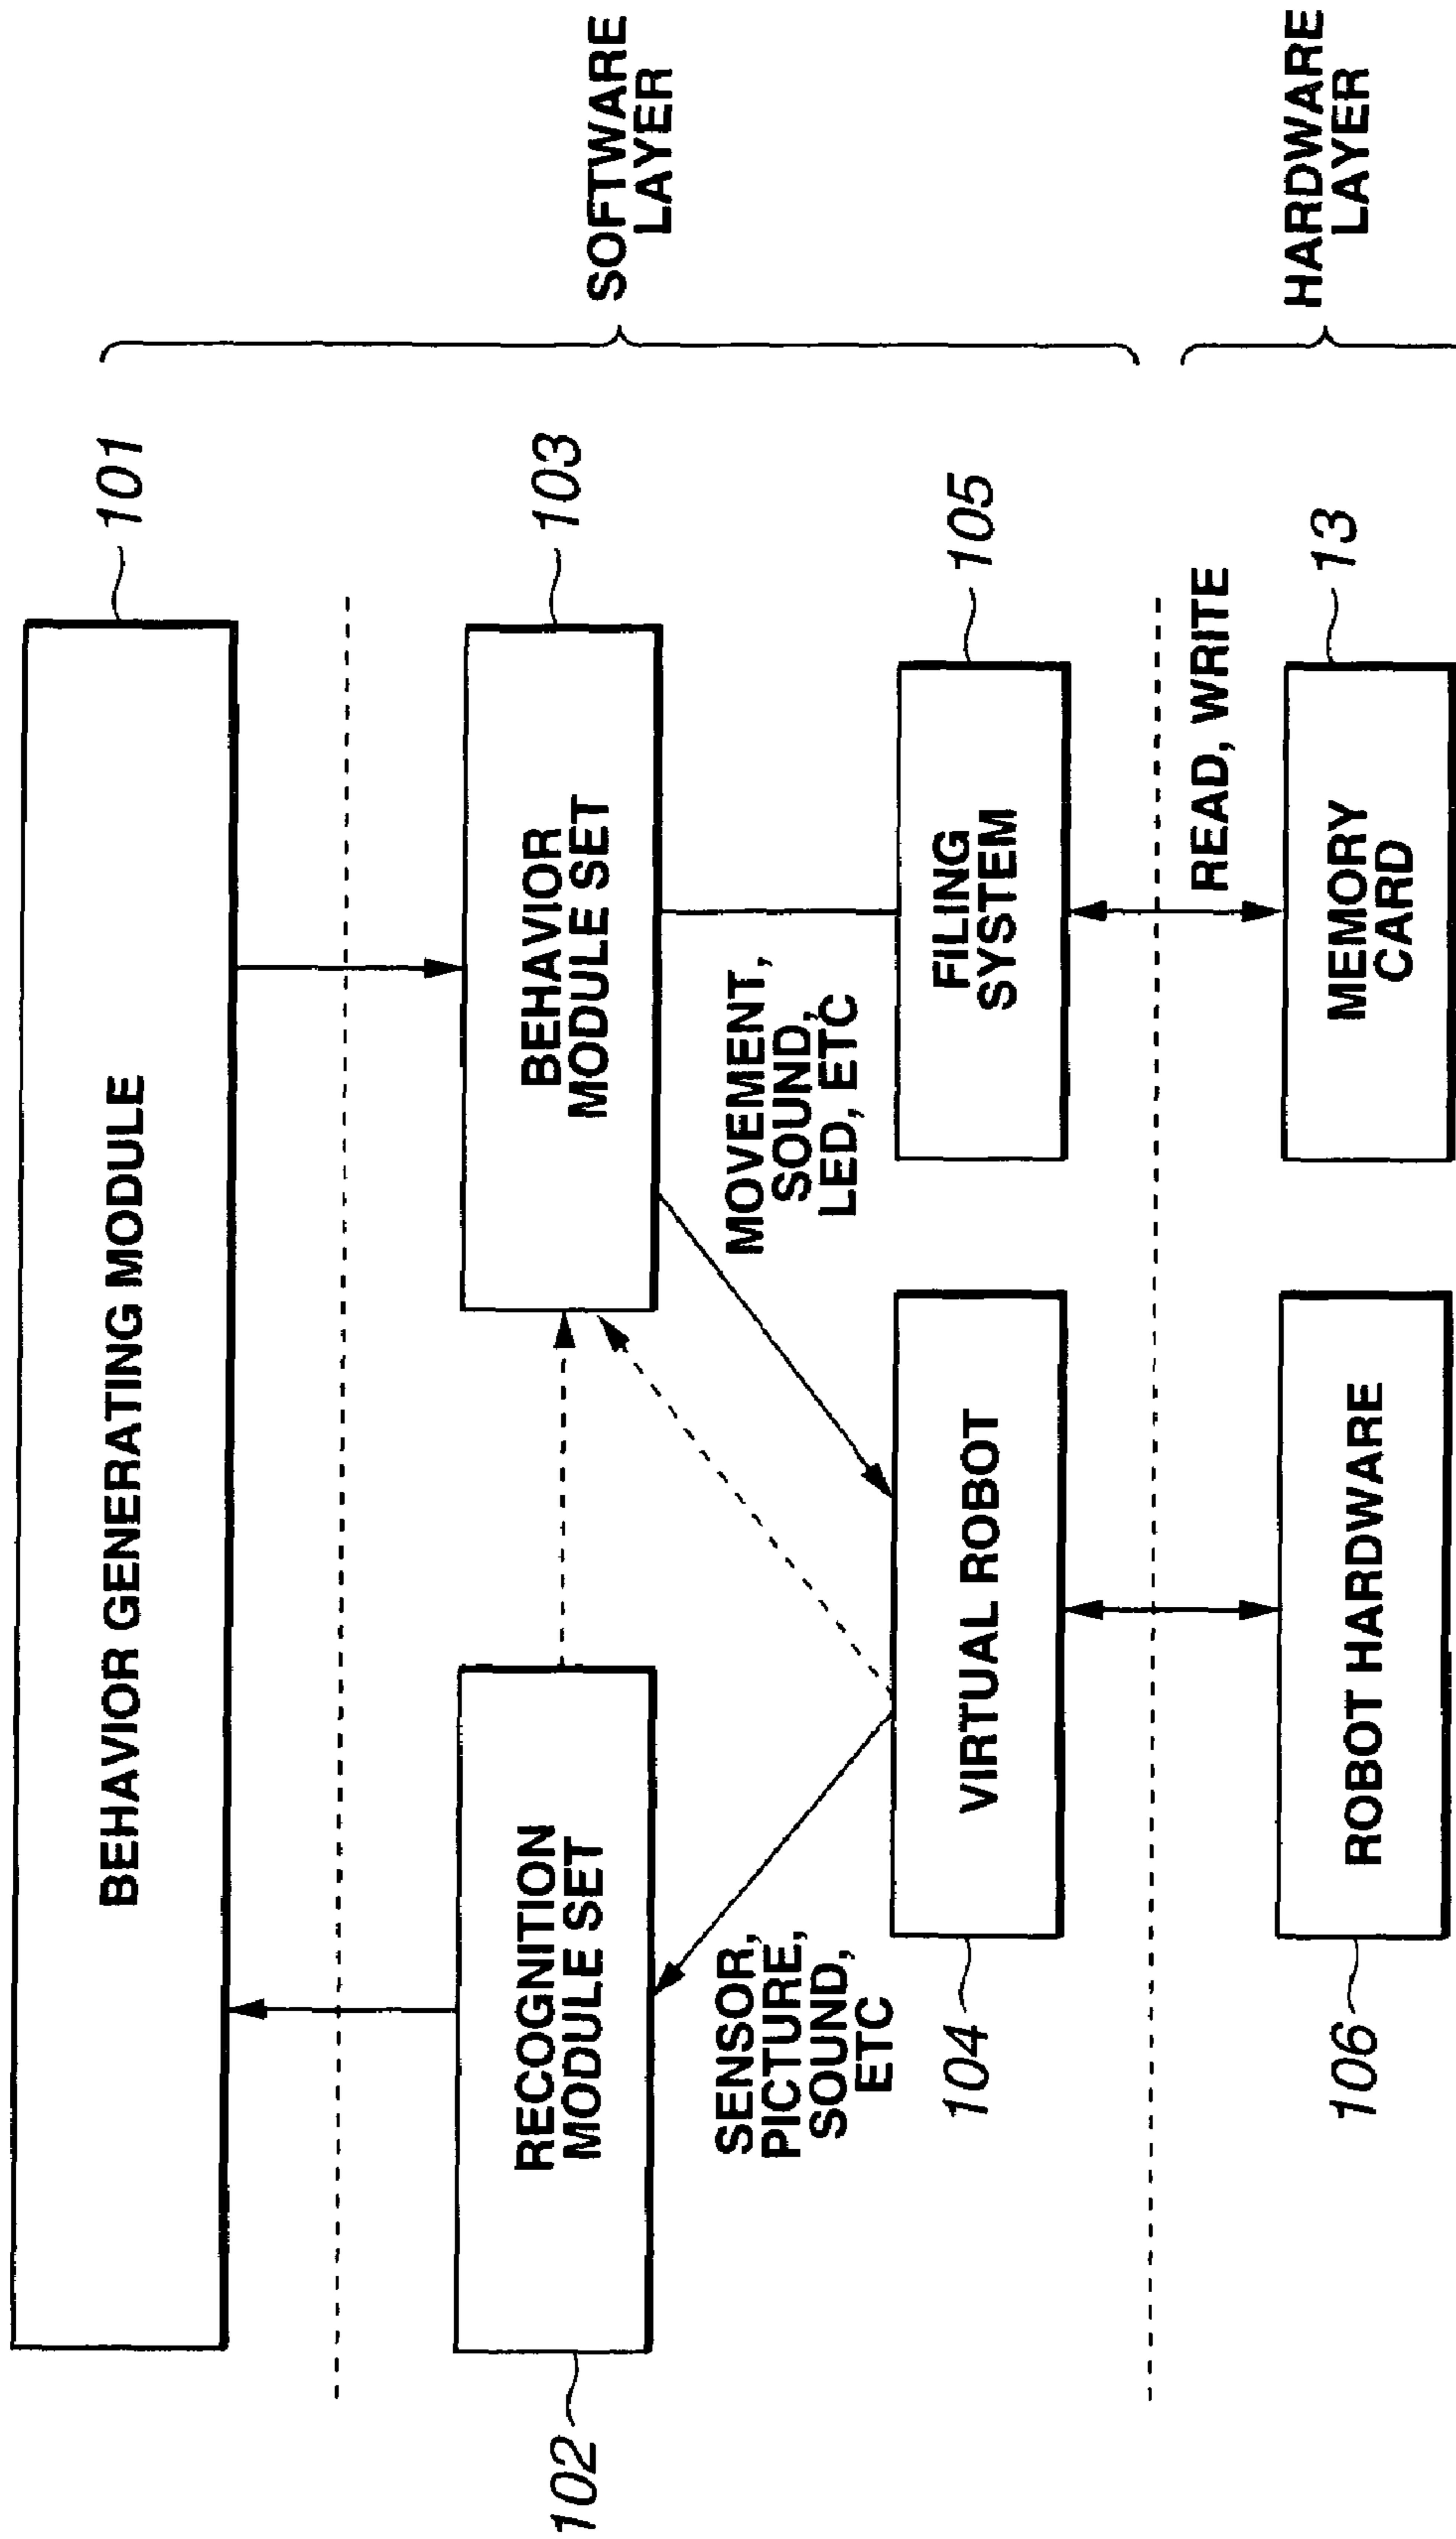 BEHAVIOR GENERATING MODULE
101
SOFTWARE
LAYER
RECOGNITION
MODULE SET
102
BEHAVIOR
MODULE SET
103
SENSOR,
PICTURE,
SOUND,
ETC
MOVEMENT,
SOUND,
LED, ETC
VIRTUAL ROBOT
104
FILING
SYSTEM
105
READ, WRITE
ROBOT HARDWARE
106
MEMORY
CARD
13
HARDWARE
LAYER